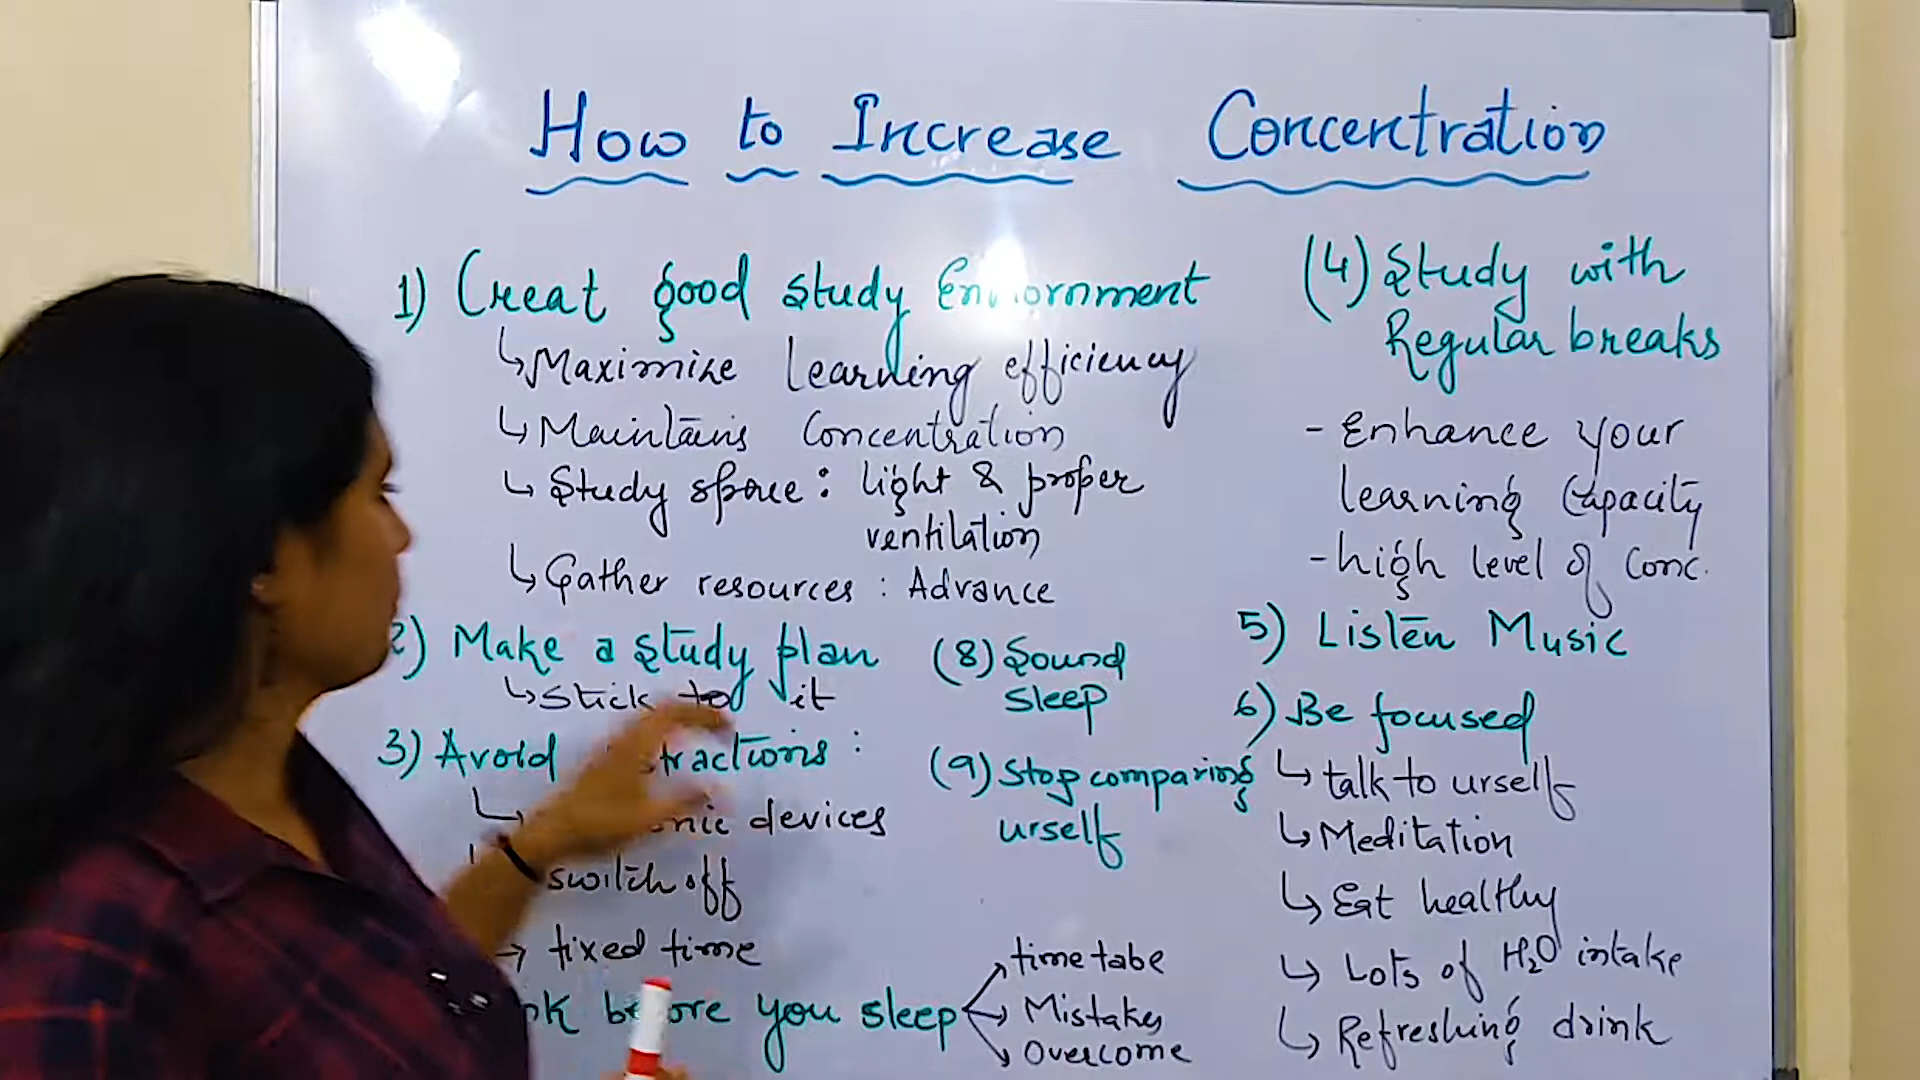 How to Increase Concentration
1) Creat good study
↳ Maximize learning efficiency
↳ Maintains Concentration
↳ Study space : light & proper
ventilation
↳ Gather resources : Advance
2) Make a study plan
↳ Stick to it
3) Avoid
↳ devices
switch off
→ fixed time
before you sleep
time tabe
Mistakes
Overcome
(8) Sound
sleep
(9) Stop comparing
urself
(4) Study with
Regular breaks
- Enhance your
learning Capacity
- high level of Conc.
5) Listen Music
6) Be focused
↳ talk to urself
↳ Meditation
↳ Eat healthy
↳ Lots of H₂O intake
↳ Refreshing drink